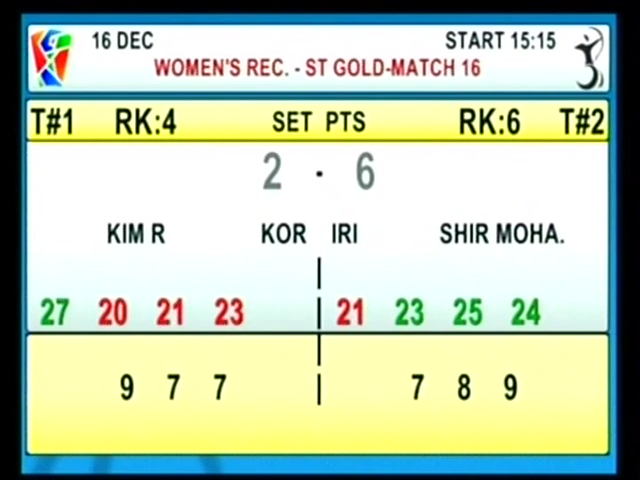 16 DEC START 15:15
WOMEN'S REC. - ST GOLD-MATCH 16
T#1 RK:4 SET PTS RK:6 T#2
2 - 6
KIM R KOR IRI SHIR MOHA.
27 20 21 23 21 23 25 24
9 7 7 7 8 9